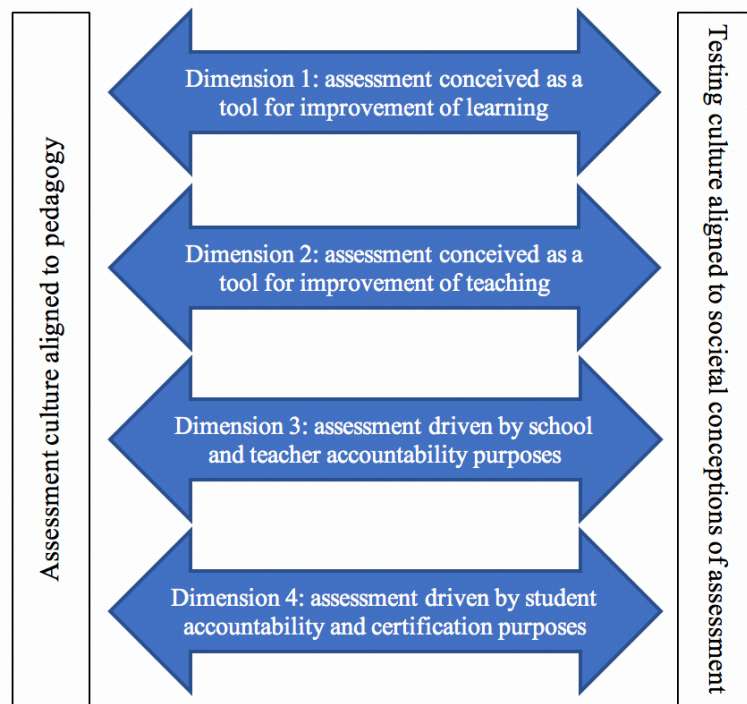 Assessment culture aligned to pedagogy
Dimension 1: assessment conceived as a
tool for improvement of learning
Dimension 2: assessment conceived as a
tool for improvement of teaching
Dimension 3: assessment driven by school
and teacher accountability purposes
Dimension 4: assessment driven by student
accountability and certification purposes
Testing culture aligned to societal conceptions of assessment